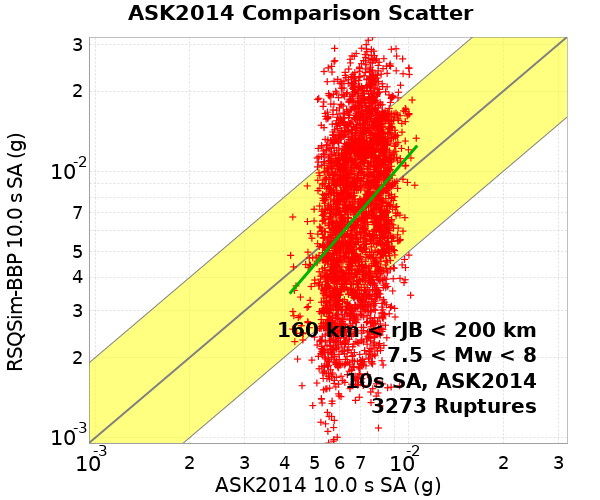 ASK2014 Comparison Scatter
RSQSim-BBP 10.0 s SA (g)
3
2
10-2
7
5
4
3
2
10-3
160 km < rJB < 200 km
7.5 < Mw < 8
10s SA, ASK2014
3273 Ruptures
10-3 2 3 4 5 6 7 10-2 2 3
ASK2014 10.0 s SA (g)